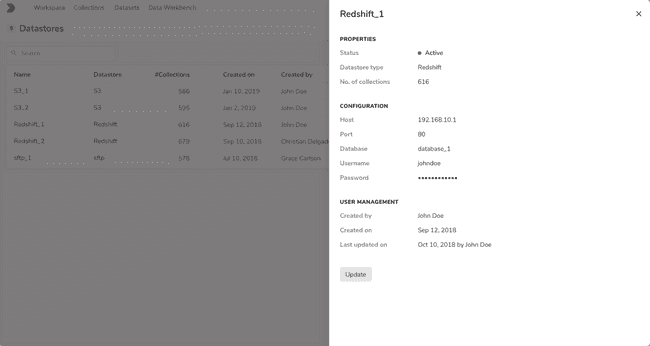 Workspace Collections Datasets Data Workbench
Datastores
Search
Name Datastore #Collections Created on Created by
S3_1 S3 566 Jan 10, 2019 John Doe
S3_2 S3 595 Jan 2, 2019 John Doe
Redshift_1 Redshift 616 Sep 12, 2018 John Doe
Redshift_2 Redshift 679 Sep 10, 2018 Christian Delgado
sftp_1 sftp 578 Jul 10, 2018 Grace Carlson
Redshift_1
PROPERTIES
Status Active
Datastore type Redshift
No. of collections 616
CONFIGURATION
Host 192.168.10.1
Port 80
Database database_1
Username johndoe
Password ••••••••••••
USER MANAGEMENT
Created by John Doe
Created on Sep 12, 2018
Last updated on Oct 10, 2018 by John Doe
Update